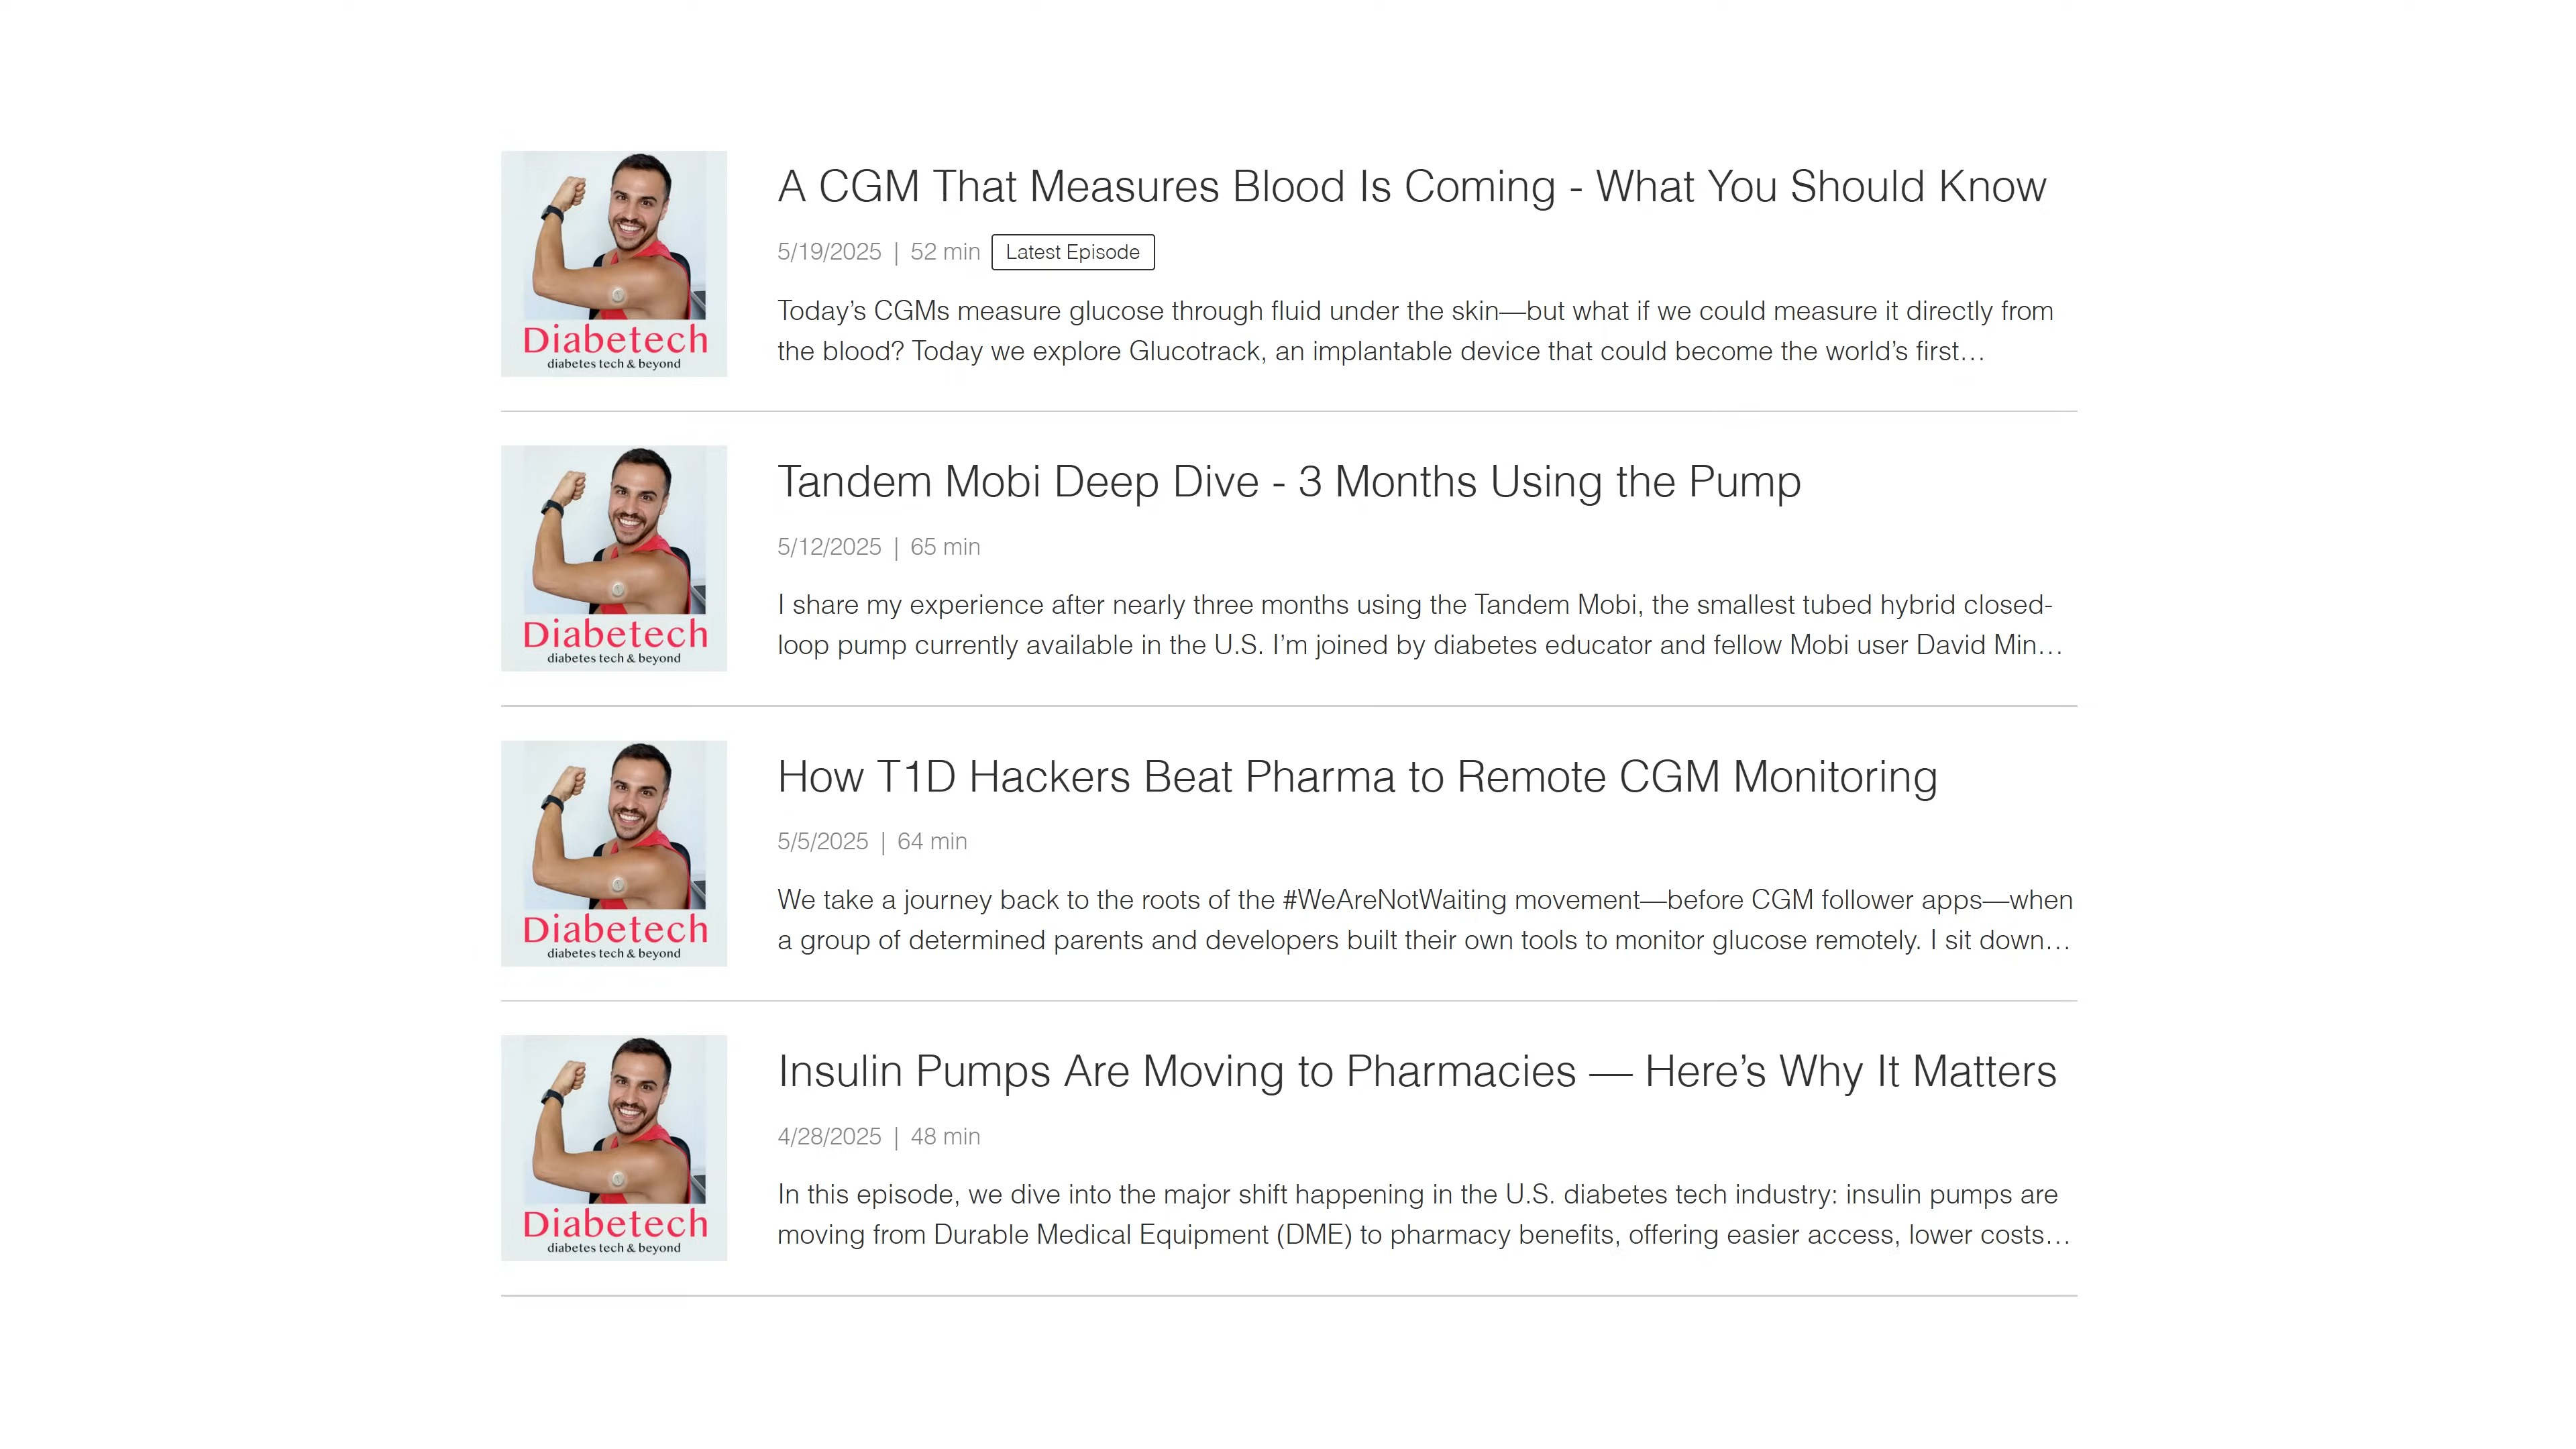 Diabetech
diabetes tech & beyond
A CGM That Measures Blood Is Coming - What You Should Know
5/19/2025 | 52 min Latest Episode
Today’s CGMs measure glucose through fluid under the skin—but what if we could measure it directly from
the blood? Today we explore Glucotrack, an implantable device that could become the world’s first…
Diabetech
diabetes tech & beyond
Tandem Mobi Deep Dive - 3 Months Using the Pump
5/12/2025 | 65 min
I share my experience after nearly three months using the Tandem Mobi, the smallest tubed hybrid closed-
loop pump currently available in the U.S. I’m joined by diabetes educator and fellow Mobi user David Min…
Diabetech
diabetes tech & beyond
How T1D Hackers Beat Pharma to Remote CGM Monitoring
5/5/2025 | 64 min
We take a journey back to the roots of the #WeAreNotWaiting movement—before CGM follower apps—when
a group of determined parents and developers built their own tools to monitor glucose remotely. I sit down…
Diabetech
diabetes tech & beyond
Insulin Pumps Are Moving to Pharmacies — Here’s Why It Matters
4/28/2025 | 48 min
In this episode, we dive into the major shift happening in the U.S. diabetes tech industry: insulin pumps are
moving from Durable Medical Equipment (DME) to pharmacy benefits, offering easier access, lower costs…